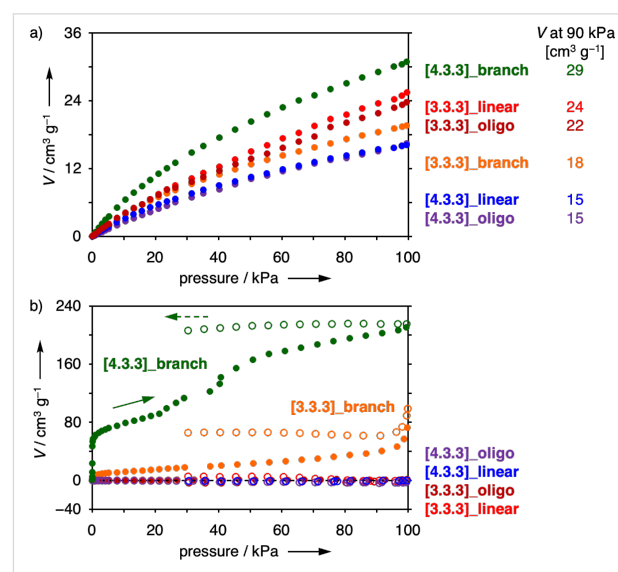 a)
V at 90 kPa
[cm³ g⁻¹]
36
24
12
0
V / cm³ g⁻¹
[4.3.3]_branch 29
[3.3.3]_linear 24
[3.3.3]_oligo 22
[3.3.3]_branch 18
[4.3.3]_linear 15
[4.3.3]_oligo 15
0 20 40 60 80 100
pressure / kPa
b)
240
160
80
0
−40
V / cm³ g⁻¹
[4.3.3]_branch
[3.3.3]_branch
[4.3.3]_oligo
[4.3.3]_linear
[3.3.3]_oligo
[3.3.3]_linear
0 20 40 60 80 100
pressure / kPa